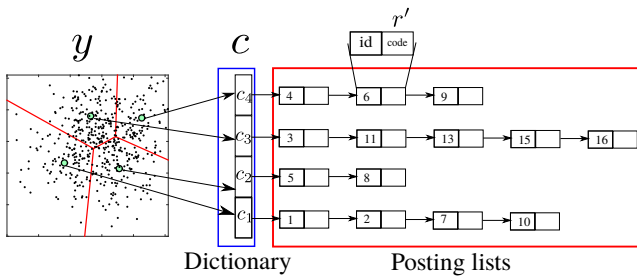 y c r′
id code
c₄ 4 6 9
c₃ 3 11 13 15 16
c₂ 5 8
c₁ 1 2 7 10
Dictionary Posting lists